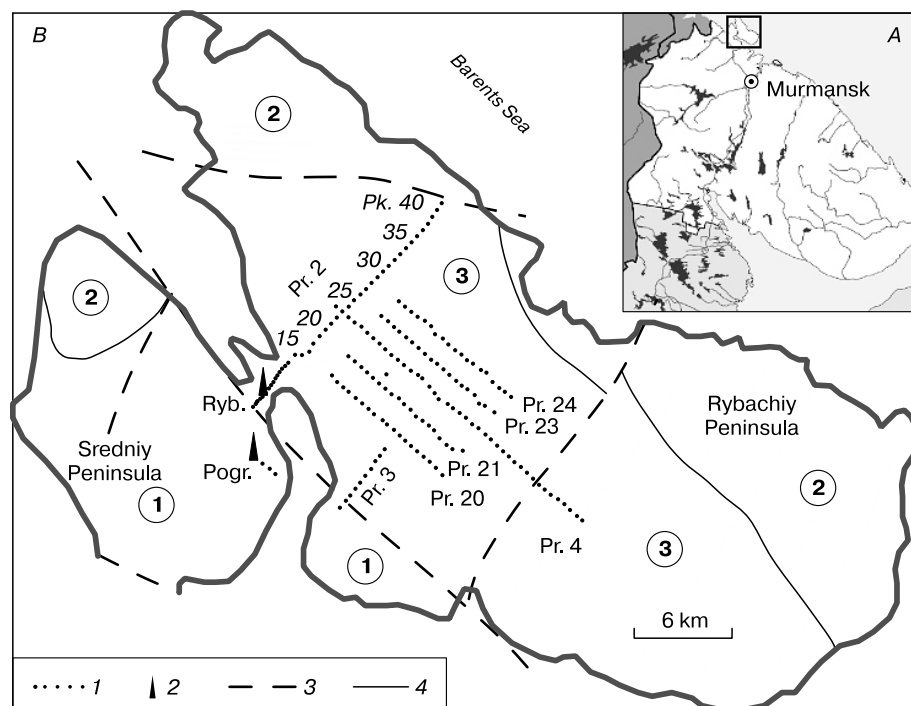 B
A
Barents Sea
Murmansk
2
Pk. 40
35
30
25
20
15
Pr. 2
3
2
Ryb.
Pogr.
Sredniy
Peninsula
1
Pr. 24
Pr. 23
Pr. 21
Pr. 20
Pr. 3
Pr. 4
Rybachiy
Peninsula
2
1
3
6 km
1 2 3 4